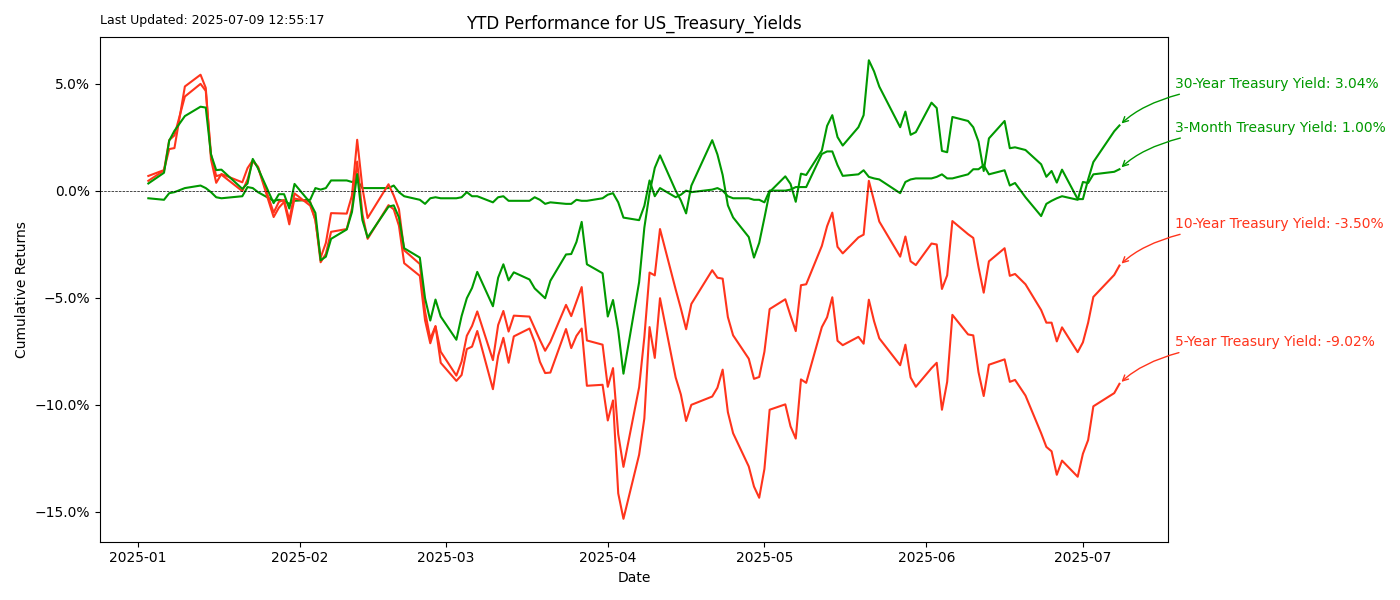 Last Updated: 2025-07-09 12:55:17
YTD Performance for US_Treasury_Yields
5.0%
0.0%
−5.0%
−10.0%
−15.0%
Cumulative Returns
30-Year Treasury Yield: 3.04%
3-Month Treasury Yield: 1.00%
10-Year Treasury Yield: -3.50%
5-Year Treasury Yield: -9.02%
2025-01
2025-02
2025-03
2025-04
2025-05
2025-06
2025-07
Date